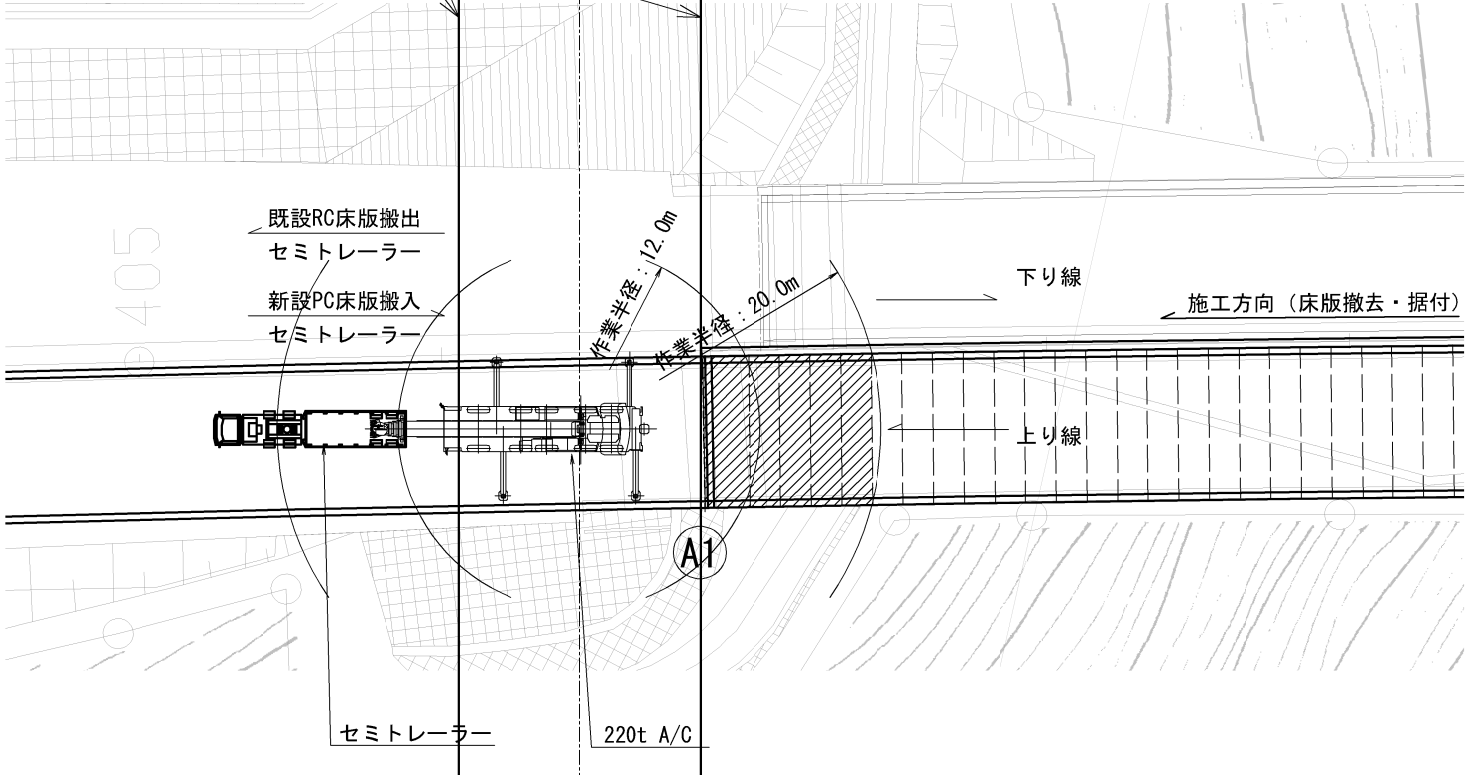 既設RC床版搬出
セミトレーラー
新設PC床版搬入
セミトレーラー
405
作業半径：12.0m
作業半径：20.0m
下り線
施工方向（床版撤去・据付）
上り線
A1
セミトレーラー
220t A/C